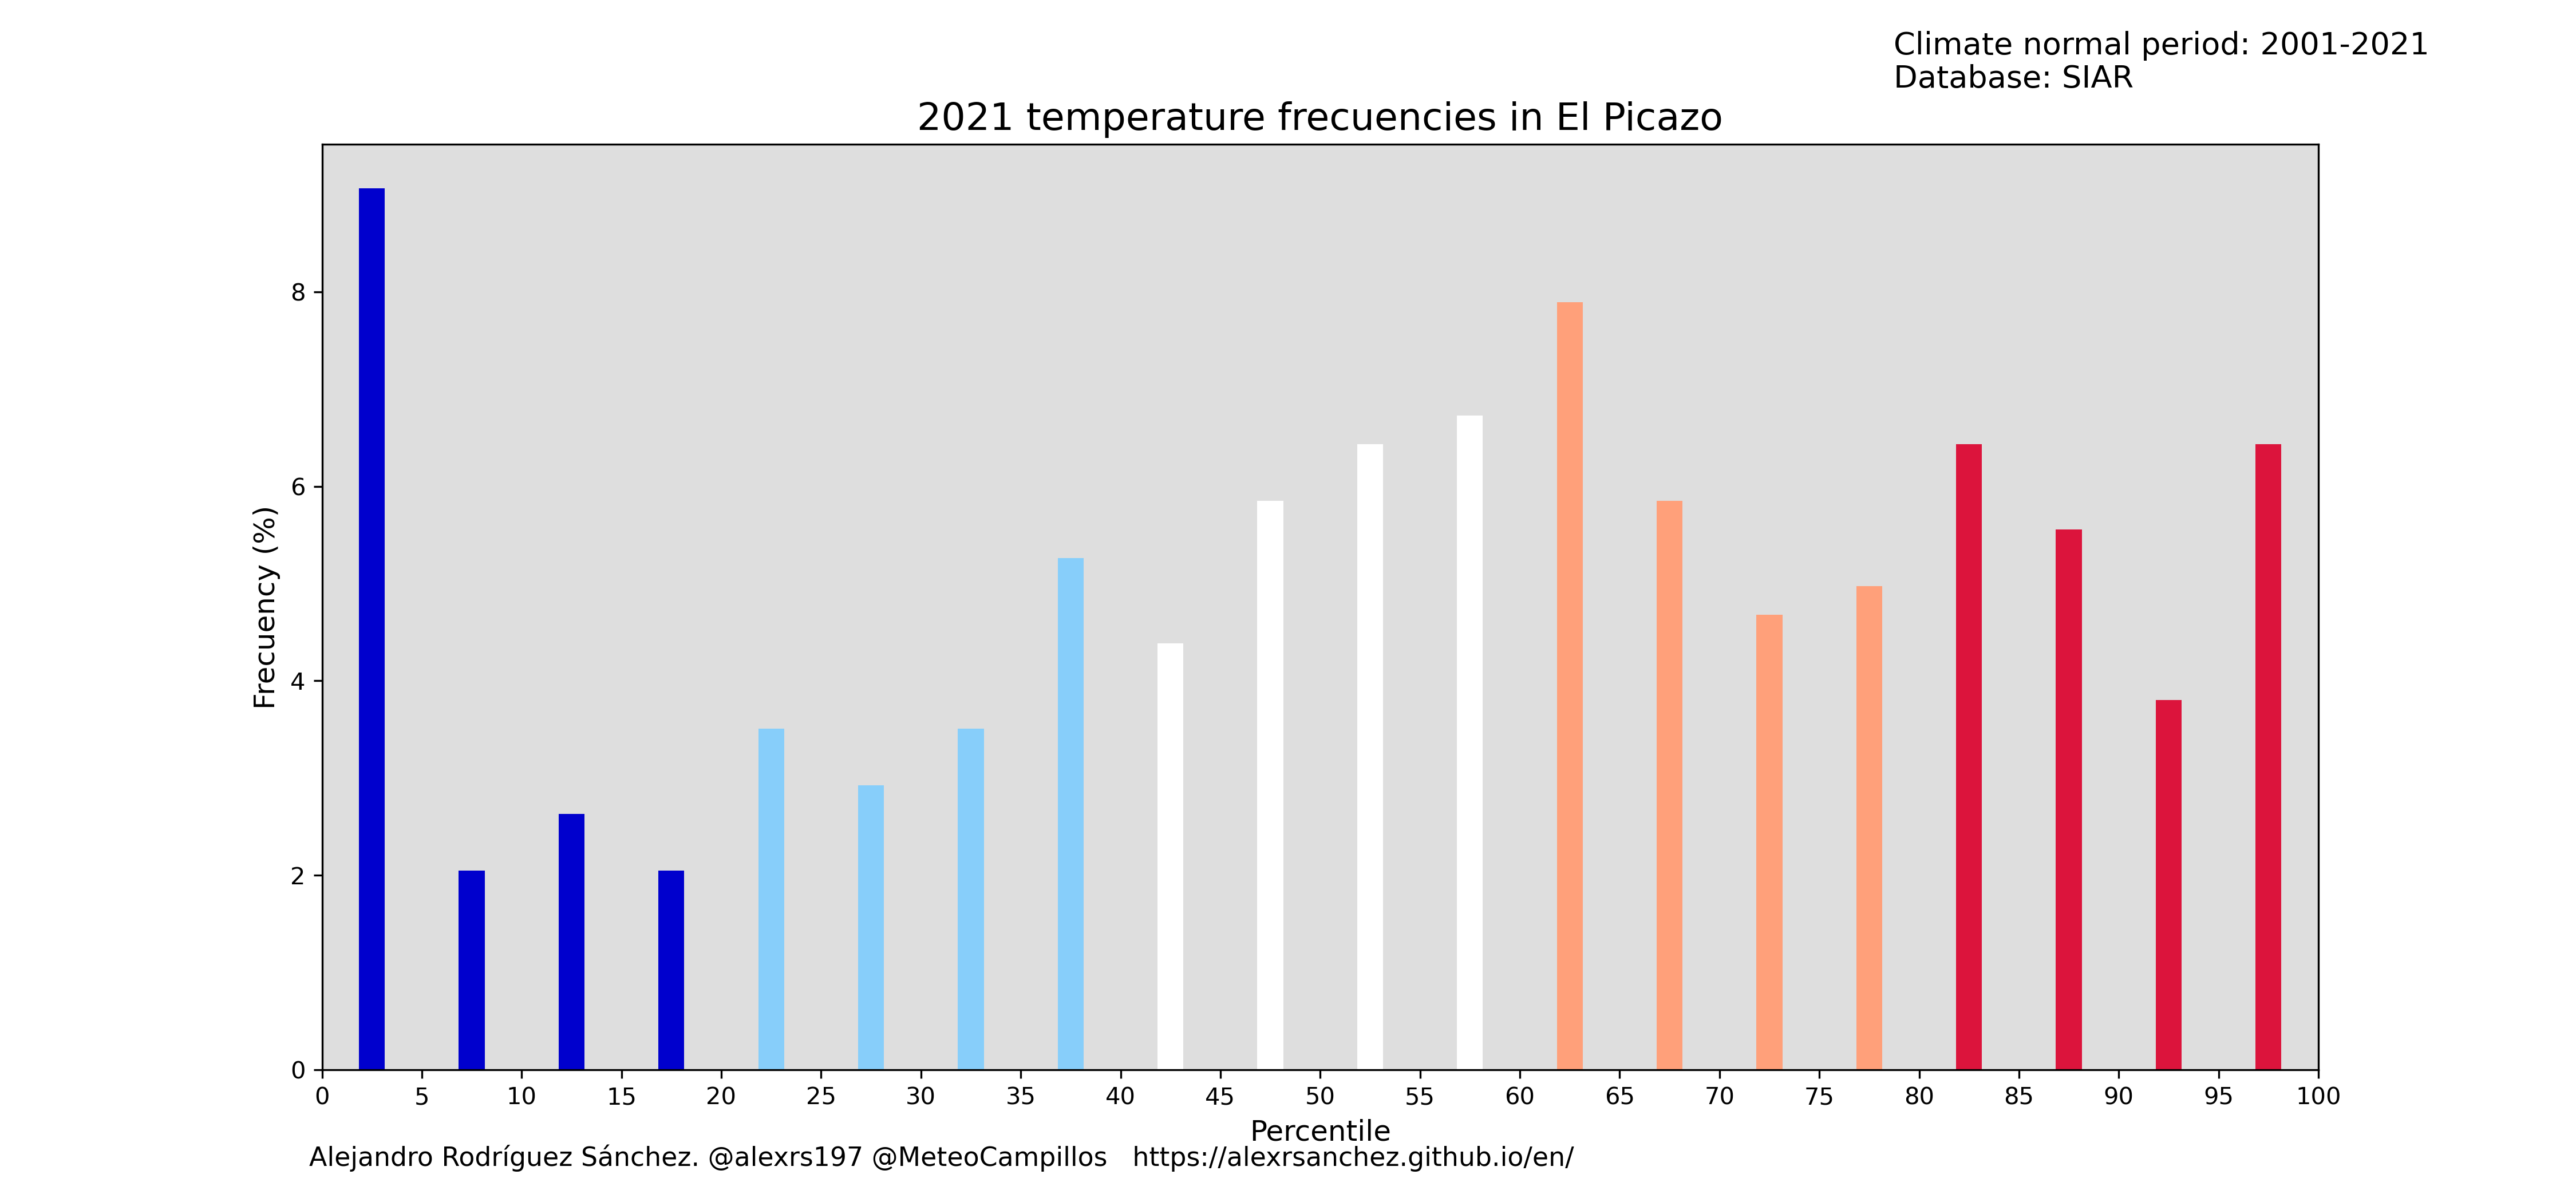 Climate normal period: 2001-2021
Database: SIAR
2021 temperature frecuencies in El Picazo
Frecuency (%)
8
6
4
2
0
0 5 10 15 20 25 30 35 40 45 50 55 60 65 70 75 80 85 90 95 100
Percentile
Alejandro Rodríguez Sánchez. @alexrs197 @MeteoCampillos https://alexrsanchez.github.io/en/